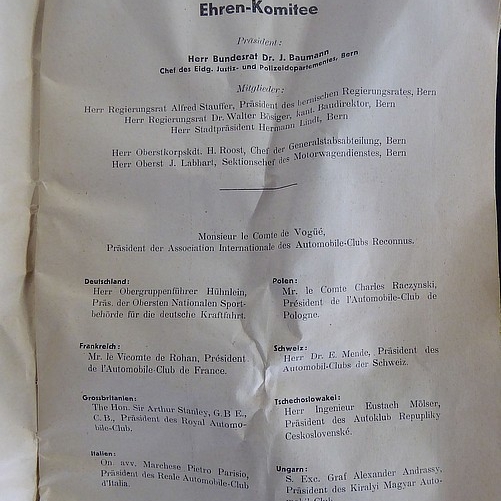 Ehren-Komitee
Präsident:
Herr Bundesrat Dr. J. Baumann
Chef des Eidg. Justiz- und Polizeidepartementes, Bern
Mitglieder:
Herr Regierungsrat Alfred Stauffer, Präsident des bernischen Regierungsrates, Bern
Herr Regierungsrat Dr. Walter Bösiger, kant. Baudirektor, Bern
Herr Stadtpräsident Hermann Lindt, Bern
Herr Oberstkorpskdt. H. Roost, Chef der Generalstabsabteilung, Bern
Herr Oberst J. Labhart, Sektionschef des Motorwagendienstes, Bern
Monsieur le Comte de Vogüé,
Präsident der Association Internationale des Automobile-Clubs Reconnus.
Deutschland:
Herr Obergruppenführer Hühnlein,
Präs. der Obersten Nationalen Sport-
behörde für die deutsche Kraftfahrt.
Frankreich:
Mr. le Vicomte de Rohan, Président
de l'Automobile-Club de France.
Grossbritanien:
The Hon. Sir Arthur Stanley, G.B E.,
C. B., Präsident des Royal Automo-
bile-Club.
Italien:
On. avv. Marchese Pietro Parisio,
Präsident des Reale Automobile-Club
d'Italia.
Polen:
Mr. le Comte Charles Raczynski,
Président de l'Automobile-Club de
Pologne.
Schweiz:
Herr Dr. E. Mende, Präsident des
Automobil-Clubs der Schweiz.
Tschechoslowakei:
Herr Ingenieur Eustach Mölser,
Präsident des Autoklub Repupliky
Ceskoslovenské.
Ungarn:
S. Exc. Graf Alexander Andrassy,
Präsident des Kiralyi Magyar Auto-
mobil-Club.